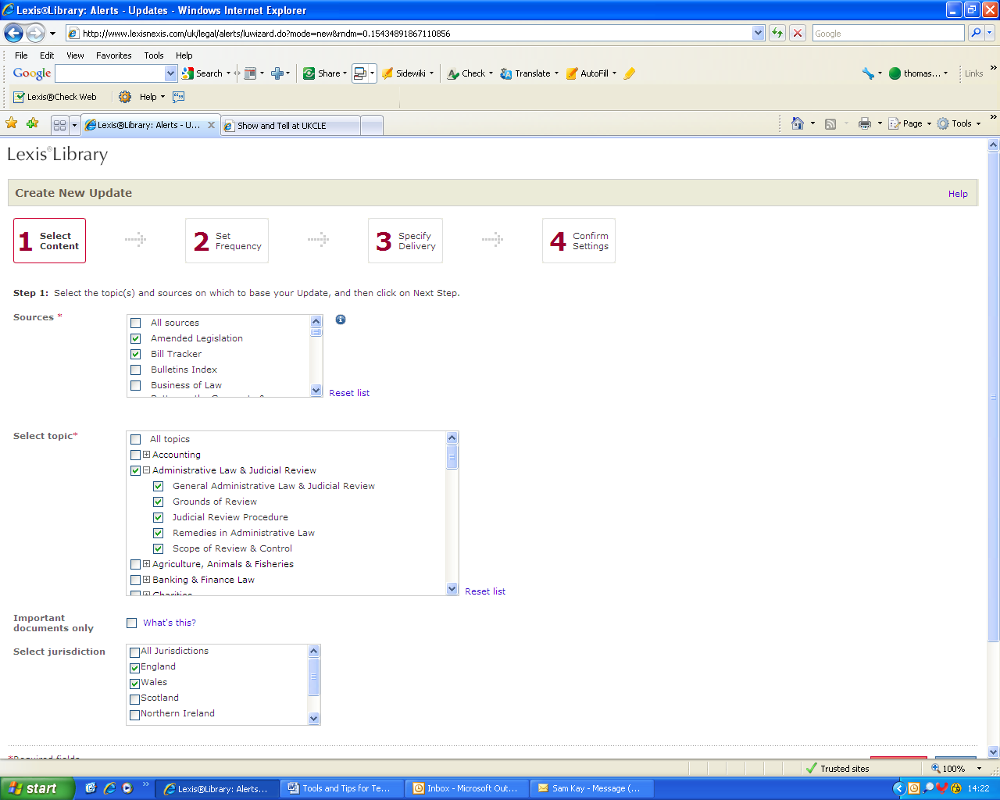 Lexis®Library: Alerts - Updates - Windows Internet Explorer
http://www.lexisnexis.com/uk/legal/alerts/luwizard.do?mode=new&rndm=0.15434891867110856
Google
File Edit View Favorites Tools Help
Google Search Share Sidewiki Check Translate AutoFill thomas... Links
Lexis®Check Web Help
Lexis®Library: Alerts - U... Show and Tell at UKCLE Page Tools
Lexis®Library
Create New Update Help
1 Select Content
2 Set Frequency
3 Specify Delivery
4 Confirm Settings
Step 1: Select the topic(s) and sources on which to base your Update, and then click on Next Step.
Sources *
All sources
Amended Legislation
Bill Tracker
Bulletins Index
Business of Law
Reset list
Select topic*
All topics
Accounting
Administrative Law & Judicial Review
General Administrative Law & Judicial Review
Grounds of Review
Judicial Review Procedure
Remedies in Administrative Law
Scope of Review & Control
Agriculture, Animals & Fisheries
Banking & Finance Law
Charities
Reset list
Important documents only
What's this?
Select jurisdiction
All Jurisdictions
England
Wales
Scotland
Northern Ireland
*Required fields
Trusted sites 100%
start Lexis®Library: Alerts... Tools and Tips for Te... Inbox - Microsoft Out... Sam Kay - Message (... 14:22